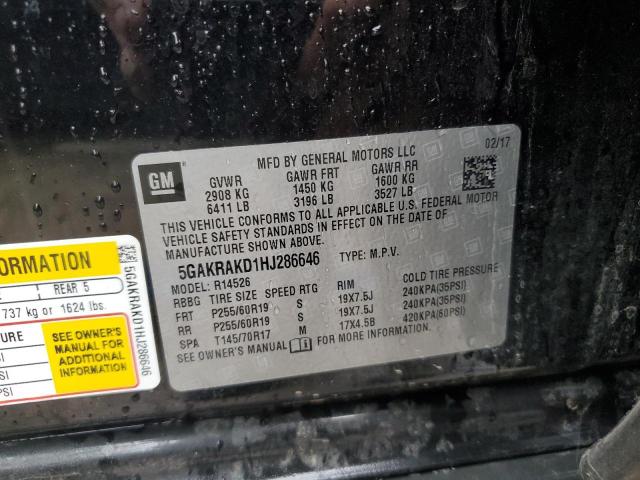 GM
MFD BY GENERAL MOTORS LLC
02/17
GVWR GAWR FRT GAWR RR
2908 KG 1450 KG 1600 KG
6411 LB 3196 LB 3527 LB
THIS VEHICLE CONFORMS TO ALL APPLICABLE U.S. FEDERAL MOTOR
VEHICLE SAFETY STANDARDS IN EFFECT ON THE DATE OF
MANUFACTURE SHOWN ABOVE.
5GAKRAKD1HJ286646 TYPE: M.P.V.
R14526
RBBG TIRE SIZE SPEED RTG RIM COLD TIRE PRESSURE
FRT P255/60R19 S 19X7.5J 240KPA(35PSI)
RR P255/60R19 S 19X7.5J 240KPA(35PSI)
SPA T145/70R17 M 17X4.5B 420KPA(60PSI)
SEE OWNER'S MANUAL FOR MORE INFORMATION.
ORMATION
REAR 5
737 kg or 1624 lbs.
SEE OWNER'S
MANUAL FOR
ADDITIONAL
INFORMATION
5GAKRAKD1HJ286646